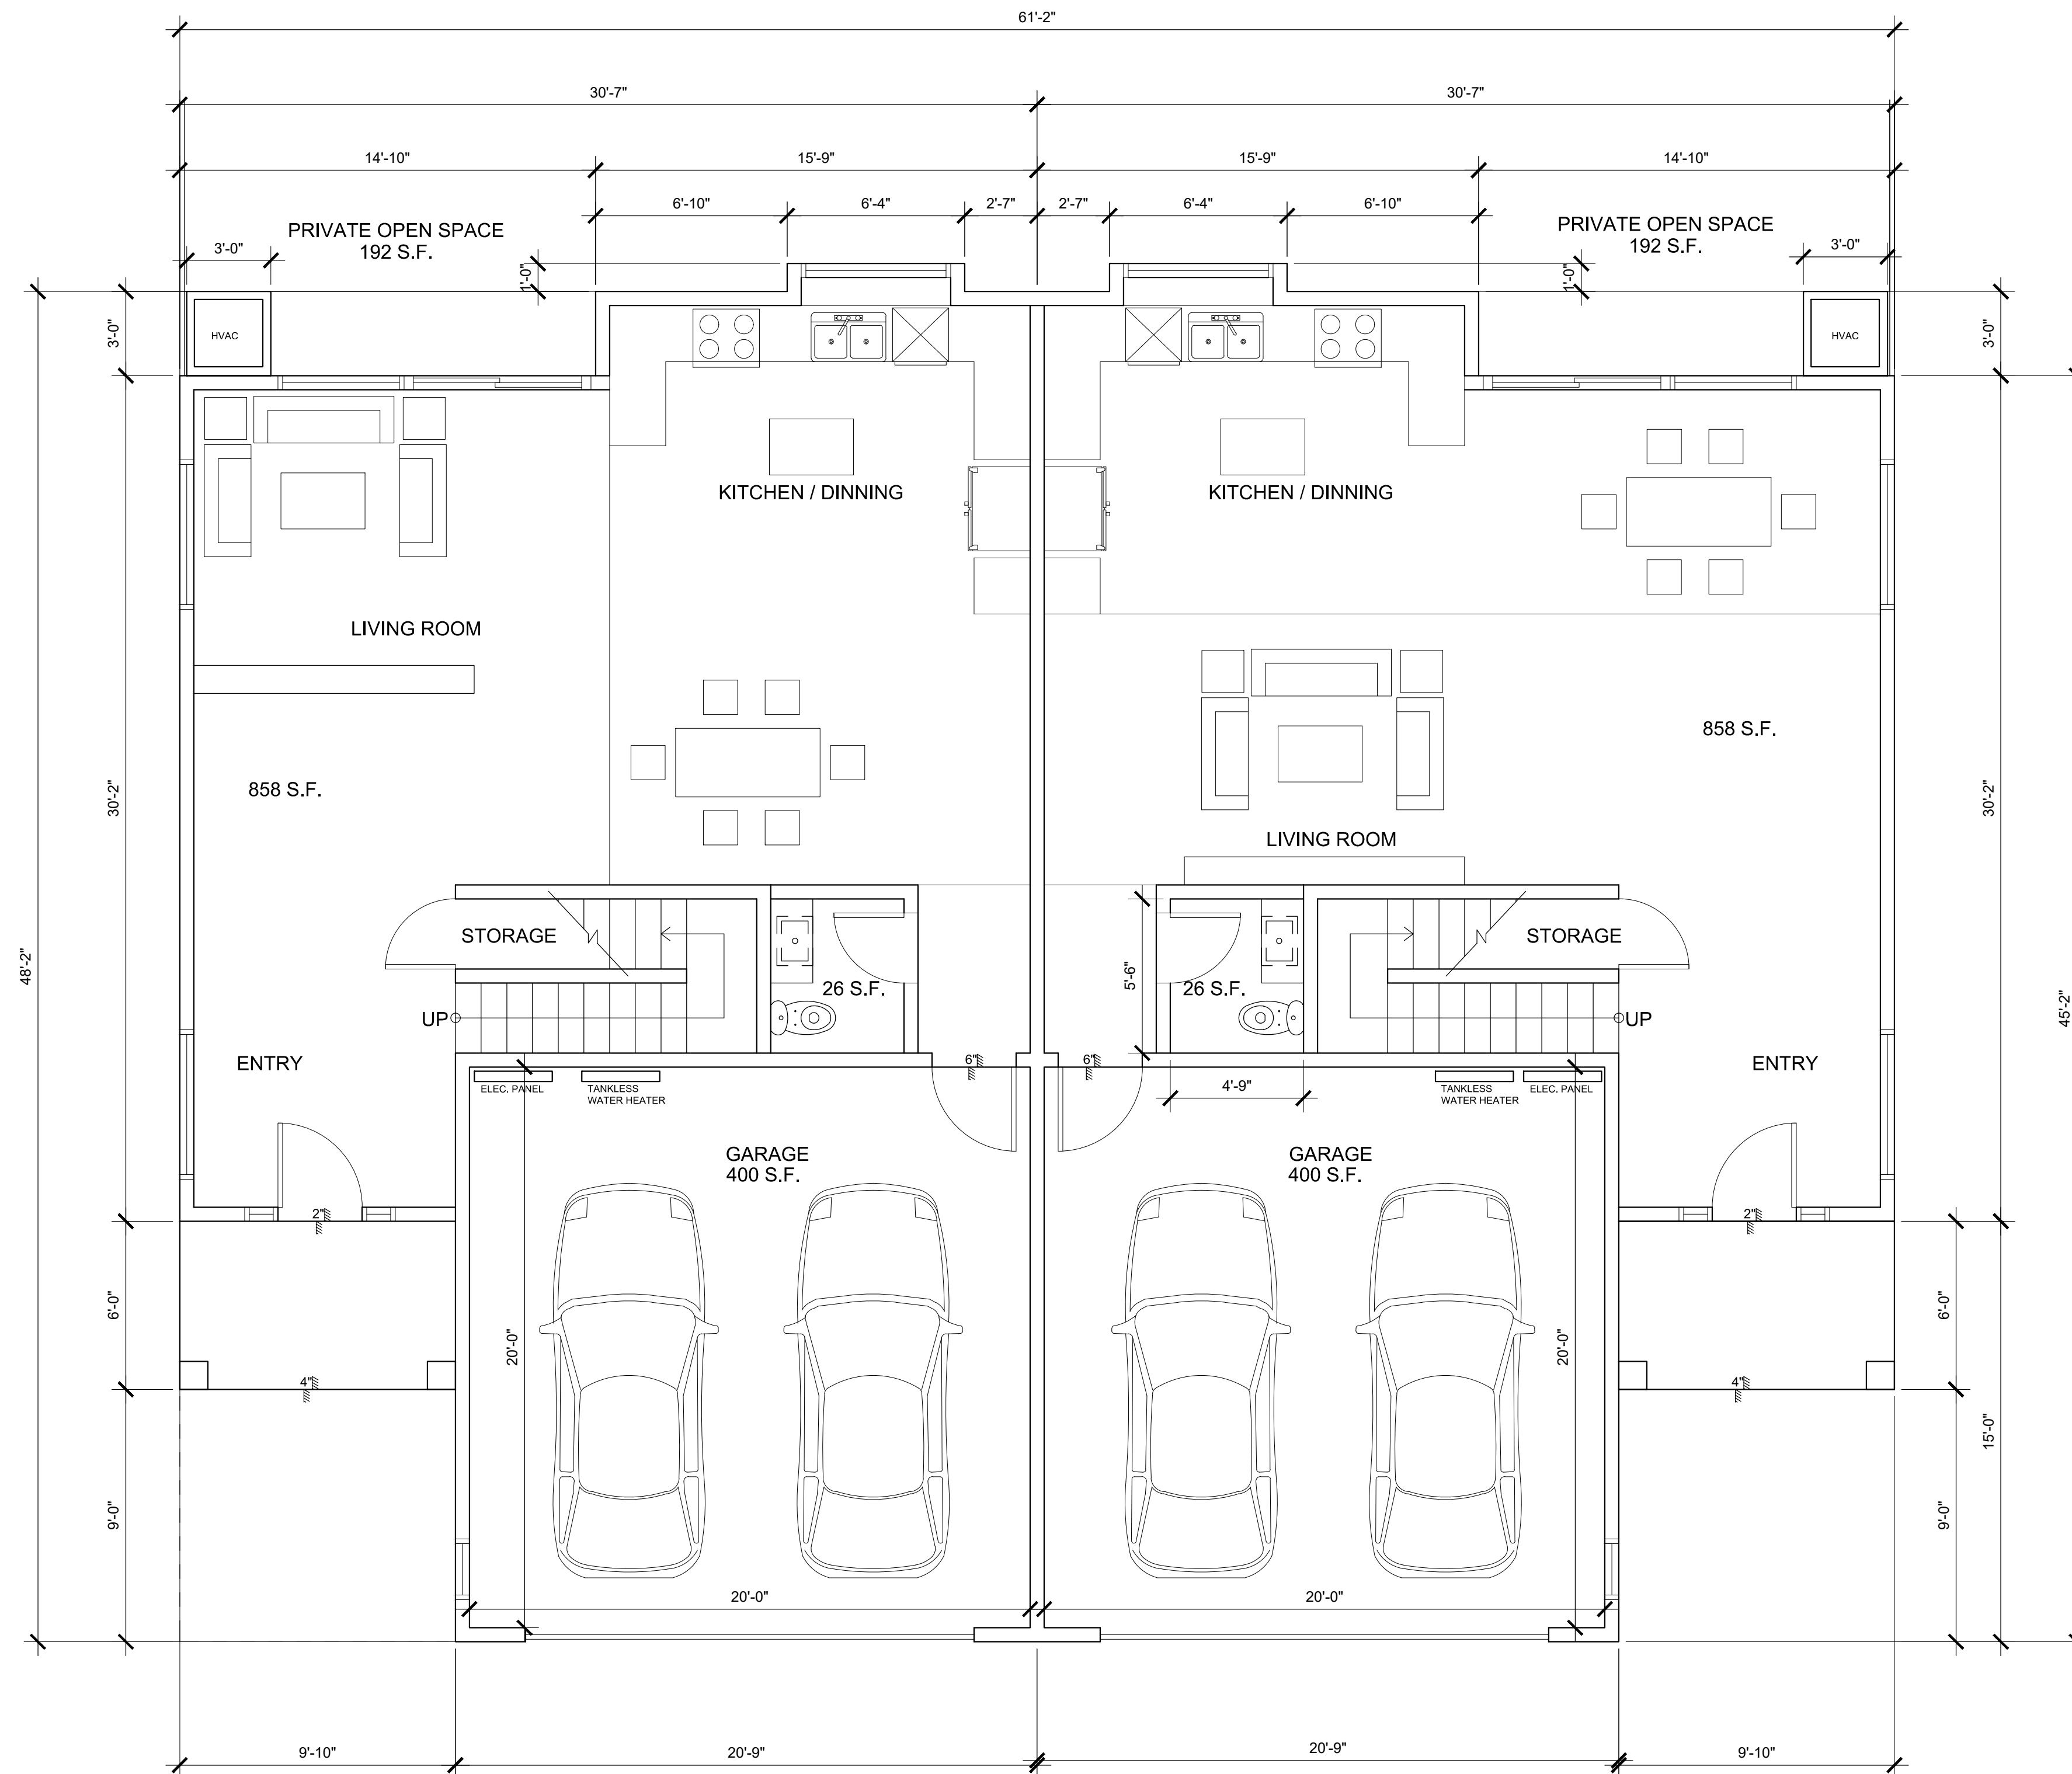 61'-2"
30'-7"
30'-7"
14'-10"
15'-9"
15'-9"
14'-10"
6'-10"
6'-4"
2'-7"
2'-7"
6'-4"
6'-10"
PRIVATE OPEN SPACE
192 S.F.
PRIVATE OPEN SPACE
192 S.F.
3'-0"
3'-0"
1'-0"
1'-0"
3'-0"
HVAC
HVAC
3'-0"
KITCHEN / DINNING
KITCHEN / DINNING
LIVING ROOM
858 S.F.
858 S.F.
30'-2"
30'-2"
LIVING ROOM
48'-2"
STORAGE
STORAGE
5'-6"
26 S.F.
26 S.F.
45'-2"
UP
UP
ENTRY
6"
6"
ENTRY
ELEC. PANEL
TANKLESS
WATER HEATER
4'-9"
TANKLESS
WATER HEATER
ELEC. PANEL
GARAGE
400 S.F.
GARAGE
400 S.F.
2"
2"
6'-0"
6'-0"
20'-0"
20'-0"
4"
4"
15'-0"
9'-0"
9'-0"
20'-0"
20'-0"
9'-10"
20'-9"
20'-9"
9'-10"